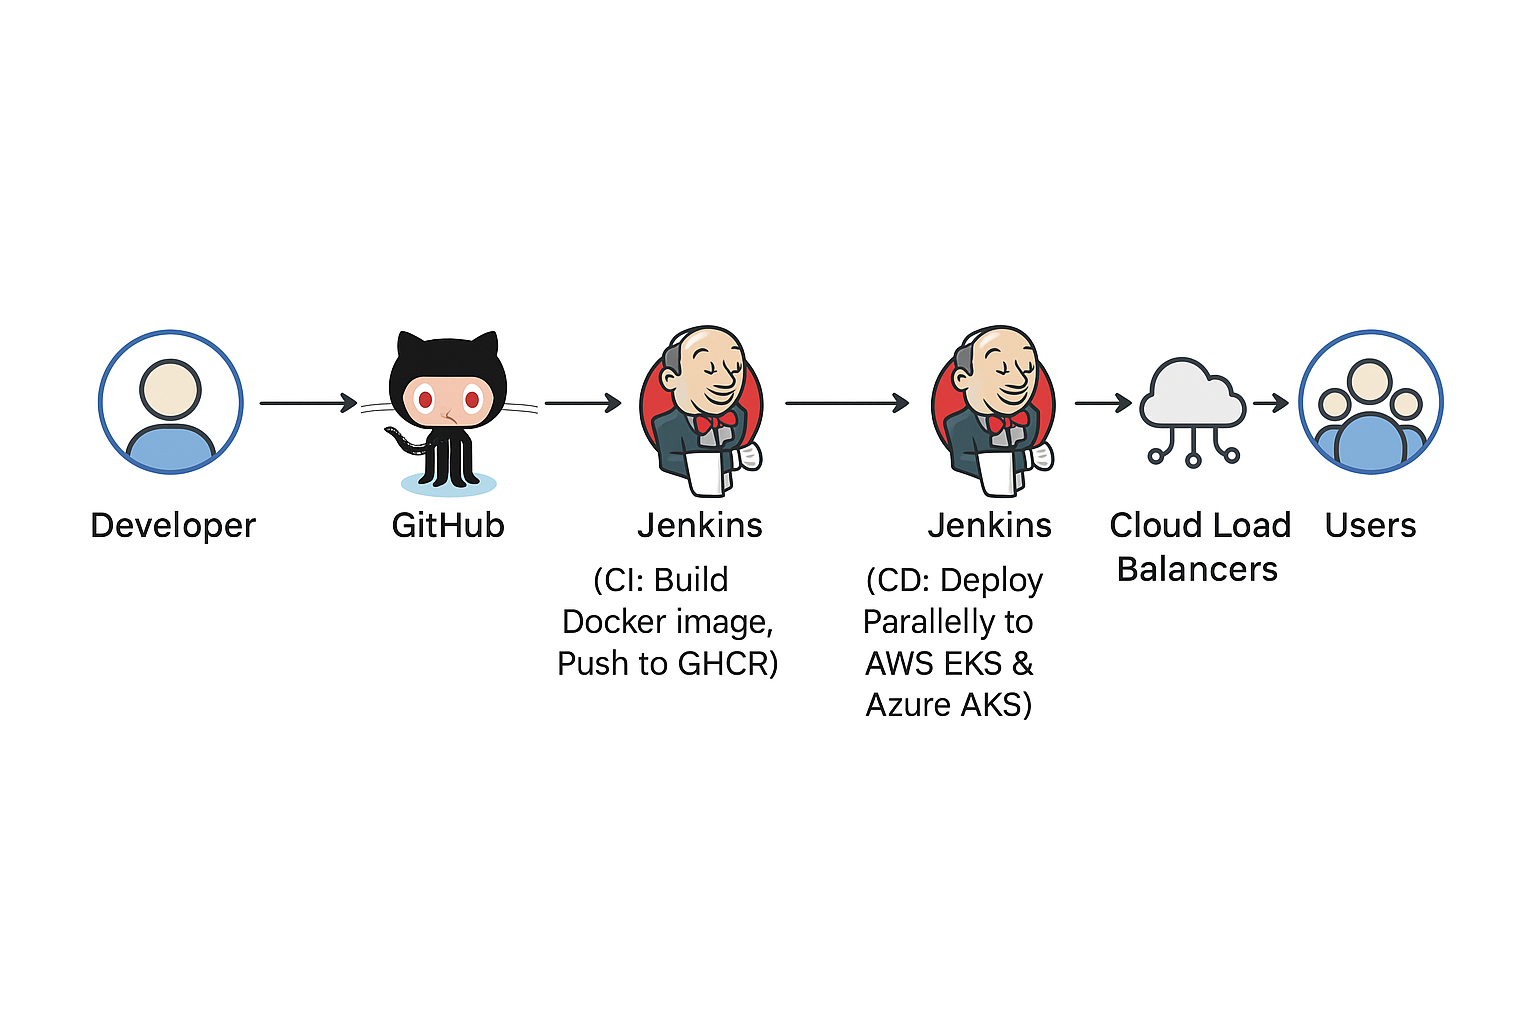 Developer
GitHub
Jenkins
(CI: Build
Docker image,
Push to GHCR)
Jenkins
(CD: Deploy
Parallelly to
AWS EKS &
Azure AKS)
Cloud Load
Balancers
Users